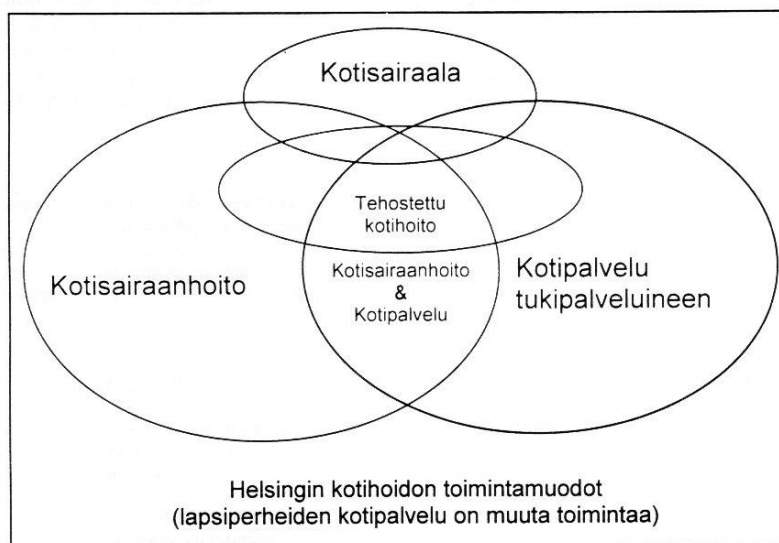 Kotisairaala
Tehostettu
kotihoito
Kotisairaanhoito
Kotisairaanhoito
&
Kotipalvelu
Kotipalvelu
tukipalveluineen
Helsingin kotihoidon toimintamuodot
(lapsiperheiden kotipalvelu on muuta toimintaa)